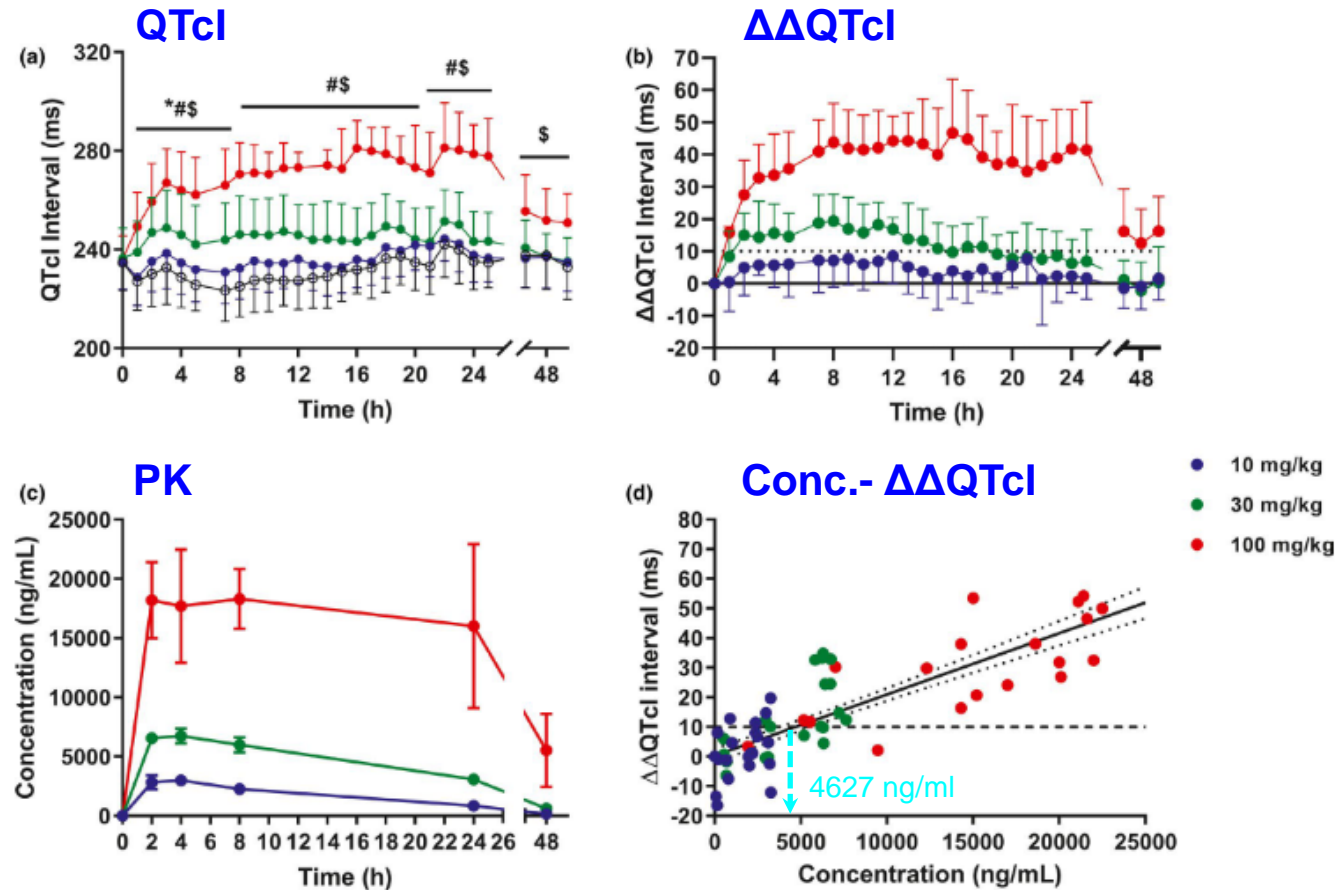 QTcI
(a)
320
280
240
200
QTcI Interval (ms)
*#$
#$
#$
$
0 4 8 12 16 20 24 48
Time (h)
ΔΔQTcI
(b)
70
60
50
40
30
20
10
0
-10
-20
ΔΔQTcI Interval (ms)
0 4 8 12 16 20 24 48
Time (h)
PK
(c)
25000
20000
15000
10000
5000
0
Concentration (ng/mL)
0 2 4 6 8 10 12 14 16 18 20 22 24 26 48
Time (h)
Conc.- ΔΔQTcI
(d)
80
70
60
50
40
30
20
10
0
-10
-20
ΔΔQTcI interval (ms)
4627 ng/ml
0 5000 10000 15000 20000 25000
Concentration (ng/mL)
10 mg/kg
30 mg/kg
100 mg/kg